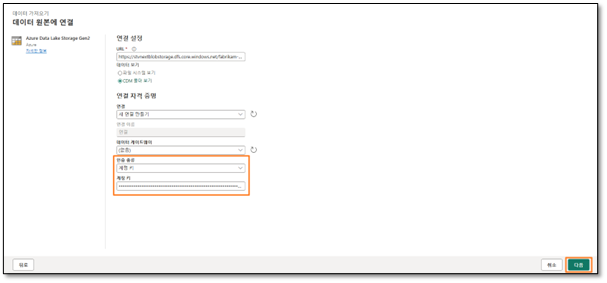 데이터 가져오기
데이터 원본에 연결
Azure Data Lake Storage Gen2
Azure
자세한 정보
연결 설정
URL *
https://stvnextblobstorage.dfs.core.windows.net/fabrikam-...
데이터 보기
파일 시스템 보기
CDM 폴더 보기
연결 자격 증명
연결
새 연결 만들기
연결 이름
연결
데이터 게이트웨이
(없음)
인증 종류
계정 키
계정 키
뒤로
취소
다음